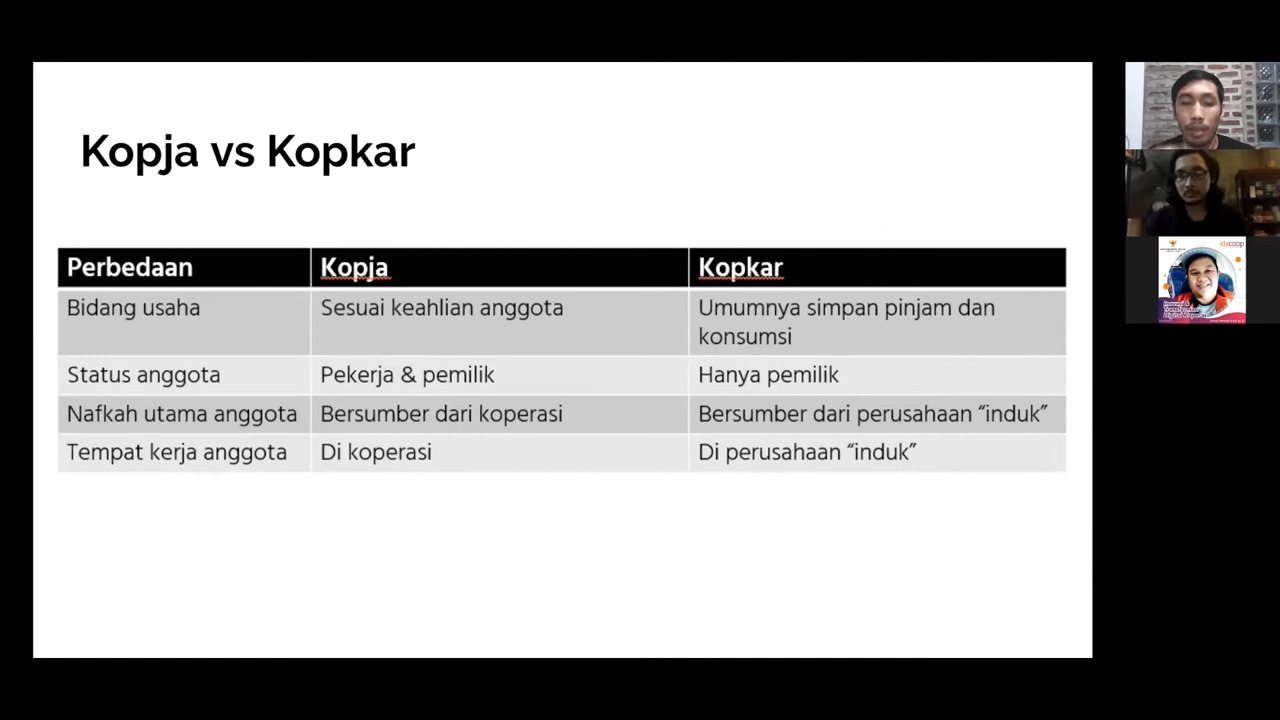 Kopja vs Kopkar
Perbedaan Kopja Kopkar
Bidang usaha Sesuai keahlian anggota Umumnya simpan pinjam dan
konsumsi
Status anggota Pekerja & pemilik Hanya pemilik
Nafkah utama anggota Bersumber dari koperasi Bersumber dari perusahaan “induk”
Tempat kerja anggota Di koperasi Di perusahaan “induk”
idxcoop